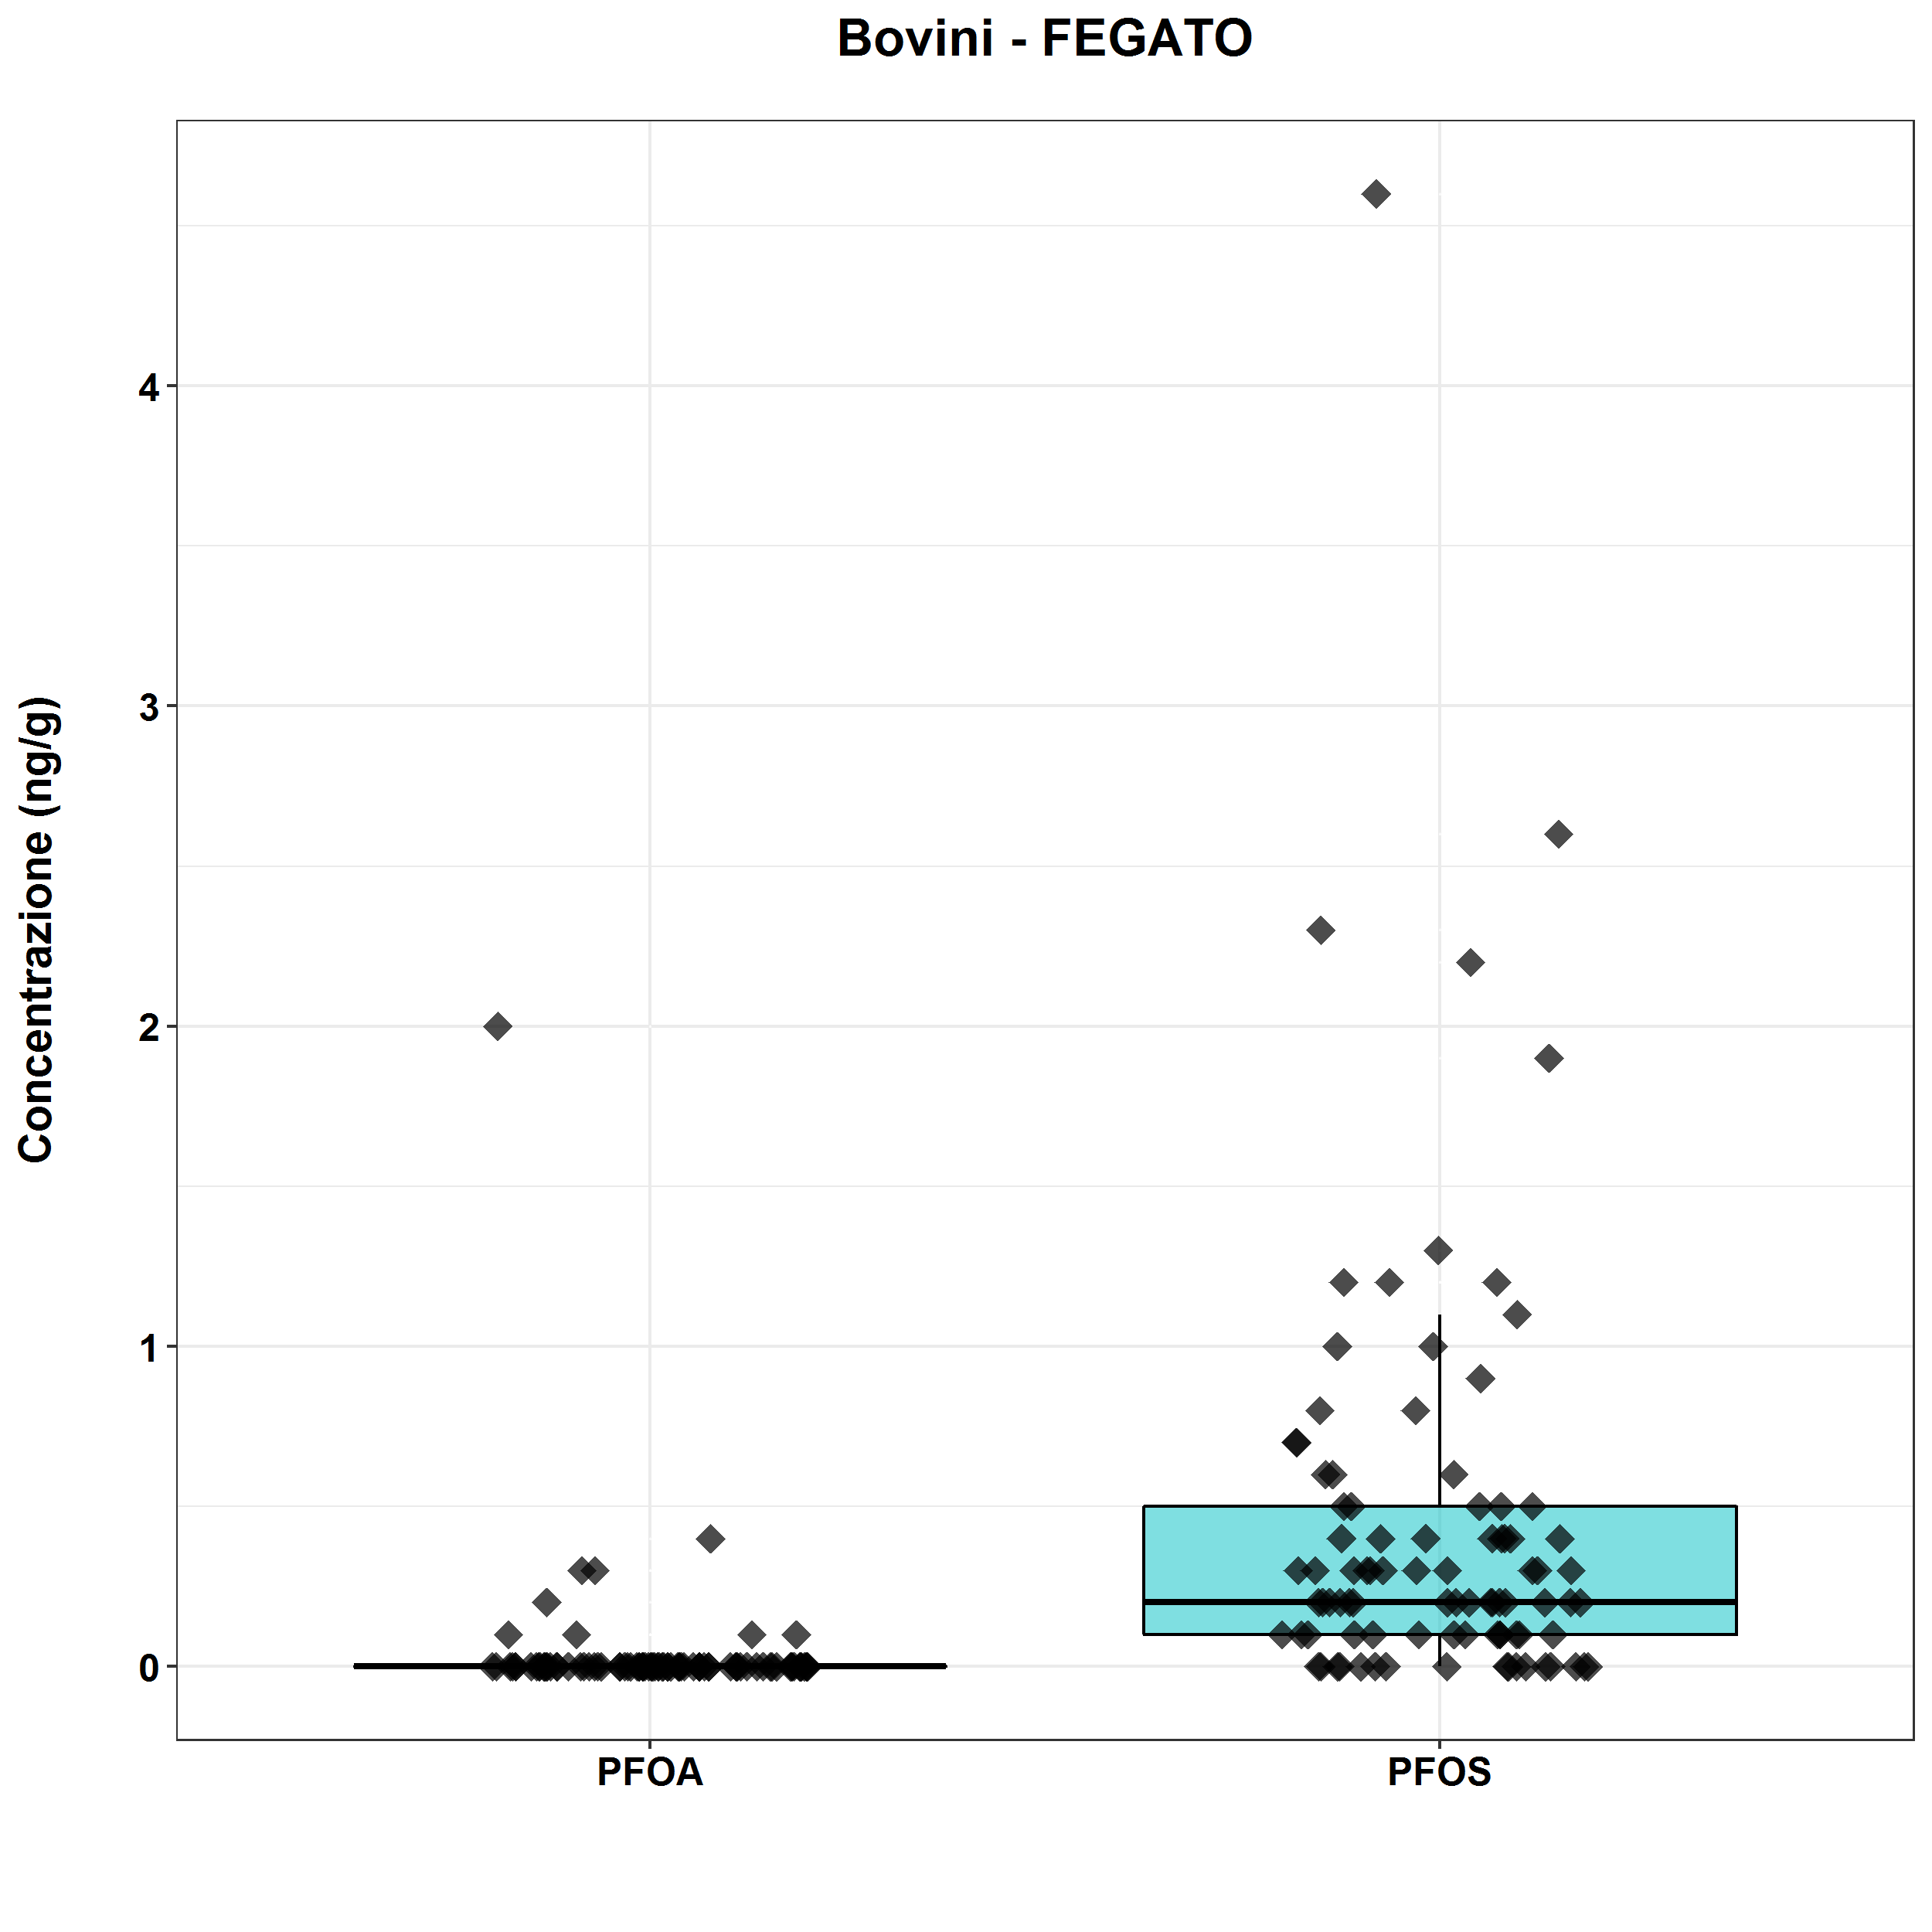 Bovini - FEGATO
Concentrazione (ng/g)
4
3
2
1
0
PFOA
PFOS